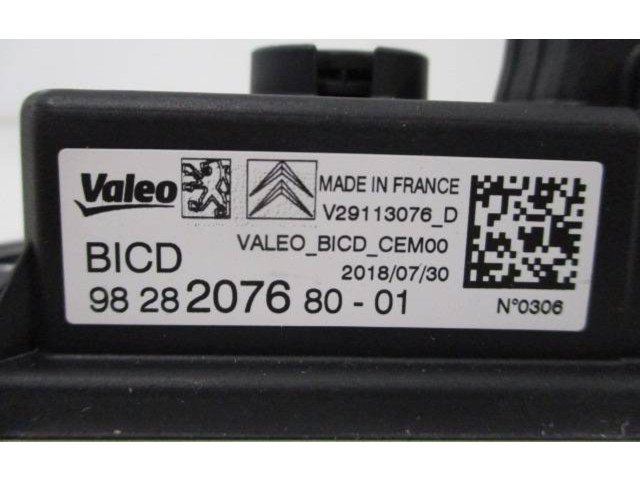 Valeo MADE IN FRANCE
V29113076_D
VALEO_BICD_CEM00
BICD 2018/07/30
98 28 2076 80 - 01 N°0306